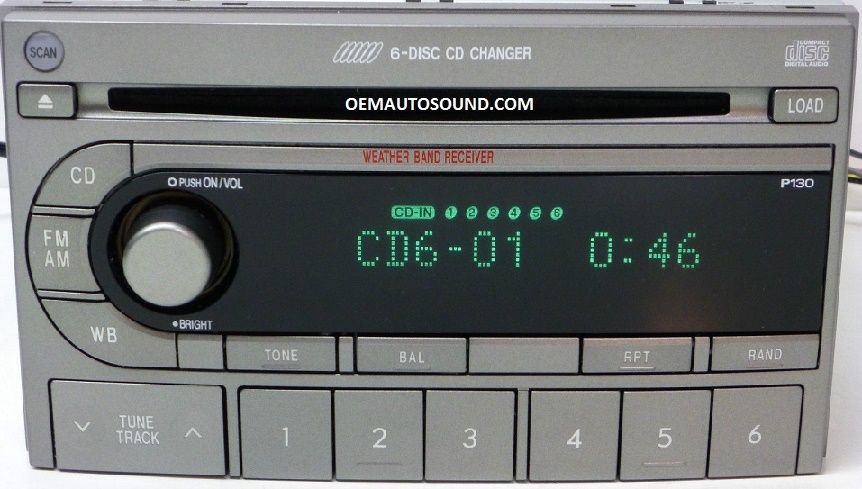 SCAN
6-DISC CD CHANGER
COMPACT
disc
DIGITAL AUDIO
OEMAUTOSOUND.COM
LOAD
WEATHER BAND RECEIVER
CD
PUSH ON/VOL
P130
CD-IN 1 2 3 4 5 6
FM
AM
CD6-01 0:46
BRIGHT
WB
TONE
BAL
RPT
RAND
TUNE
TRACK
1
2
3
4
5
6